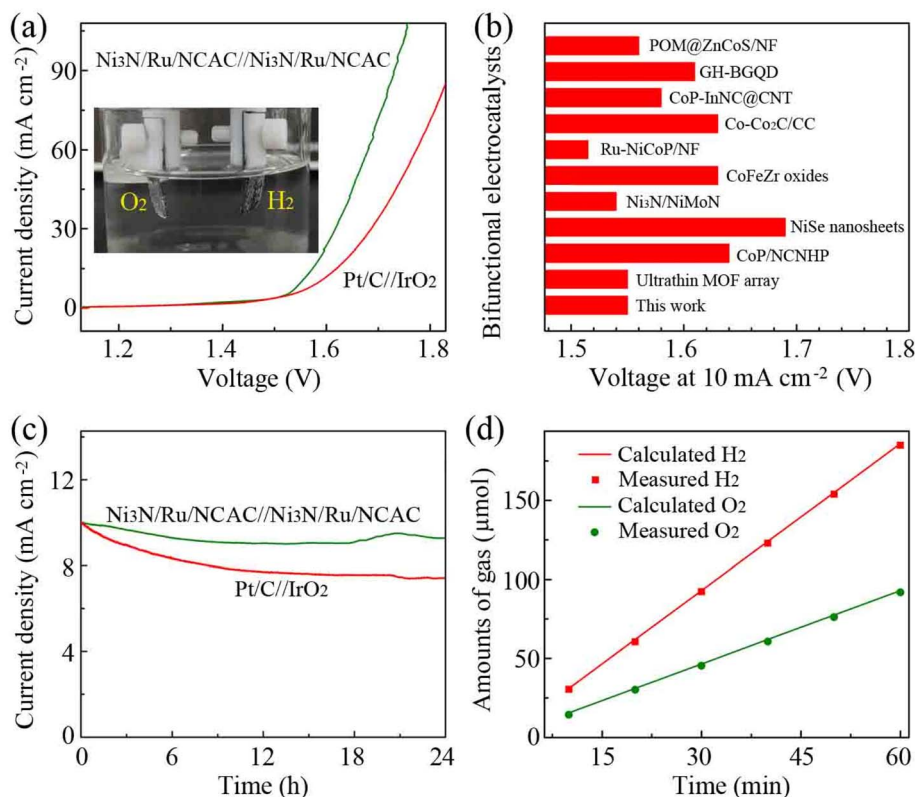 (a)
Ni₃N/Ru/NCAC//Ni₃N/Ru/NCAC
O₂
H₂
Pt/C//IrO₂
Current density (mA cm⁻²)
0
30
60
90
1.2
1.4
1.6
1.8
Voltage (V)
(b)
Bifunctional electrocatalysts
POM@ZnCoS/NF
GH-BGQD
CoP-InNC@CNT
Co-Co₂C/CC
Ru-NiCoP/NF
CoFeZr oxides
Ni₃N/NiMoN
NiSe nanosheets
CoP/NCNHP
Ultrathin MOF array
This work
1.5
1.6
1.7
1.8
Voltage at 10 mA cm⁻² (V)
(c)
Current density (mA cm⁻²)
12
8
4
0
Ni₃N/Ru/NCAC//Ni₃N/Ru/NCAC
Pt/C//IrO₂
0
6
12
18
24
Time (h)
(d)
Amounts of gas (μmol)
150
100
50
0
Calculated H₂
Measured H₂
Calculated O₂
Measured O₂
15
30
45
60
Time (min)